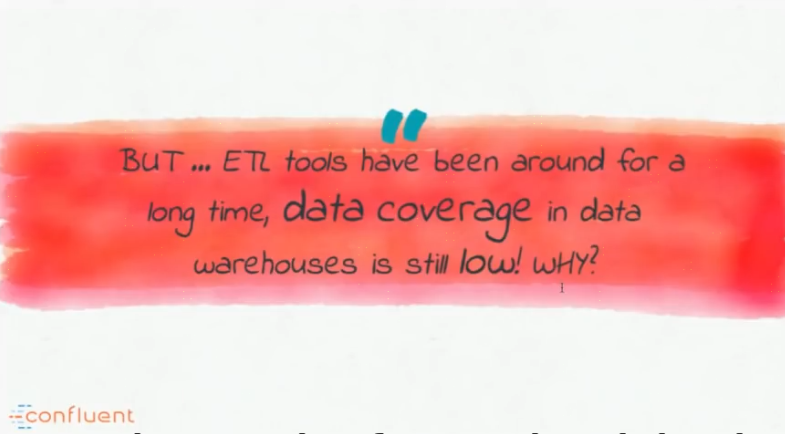 BUT ... ETL tools have been around for a
long time, data coverage in data
warehouses is still low! WHY?
confluent